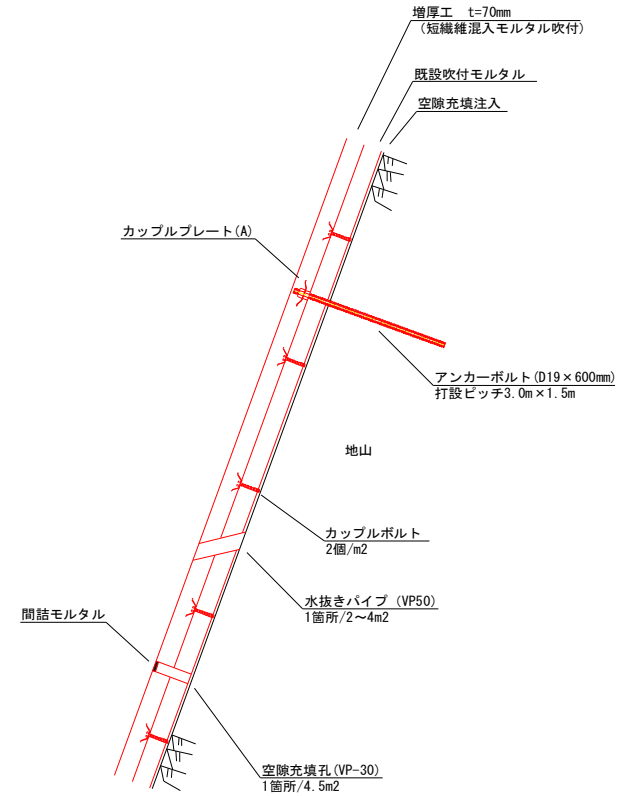 増厚工 t=70mm
(短繊維混入モルタル吹付)
既設吹付モルタル
空隙充填注入
カップルプレート(A)
アンカーボルト(D19×600mm)
打設ピッチ3.0m×1.5m
地山
カップルボルト
2個/m2
水抜きパイプ (VP50)
1箇所/2～4m2
間詰モルタル
空隙充填孔(VP-30)
1箇所/4.5m2